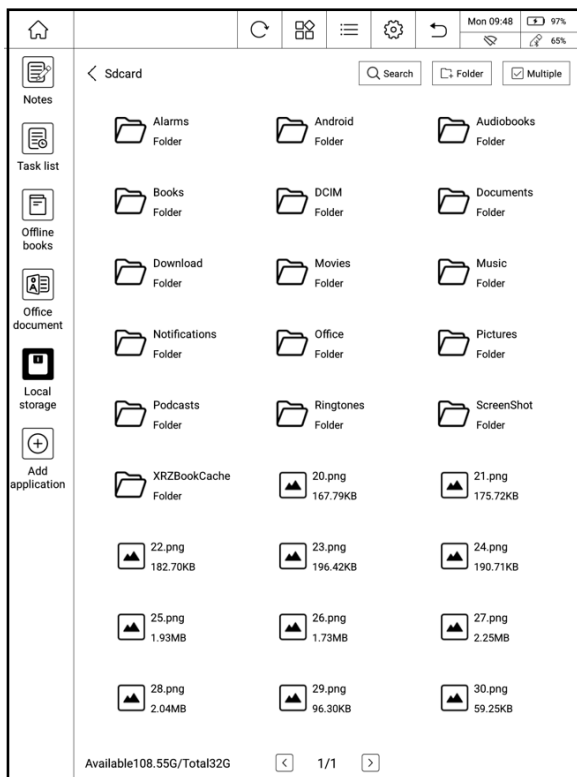 Mon 09:48
97%
65%
Sdcard
Search
Folder
Multiple
Notes
Task list
Offline
books
Office
document
Local
storage
Add
application
Alarms
Folder
Android
Folder
Audiobooks
Folder
Books
Folder
DCIM
Folder
Documents
Folder
Download
Folder
Movies
Folder
Music
Folder
Notifications
Folder
Office
Folder
Pictures
Folder
Podcasts
Folder
Ringtones
Folder
ScreenShot
Folder
XRZBookCache
Folder
20.png
167.79KB
21.png
175.72KB
22.png
182.70KB
23.png
196.42KB
24.png
190.71KB
25.png
1.93MB
26.png
1.73MB
27.png
2.25MB
28.png
2.04MB
29.png
96.30KB
30.png
59.25KB
Available108.55G/Total32G
1/1